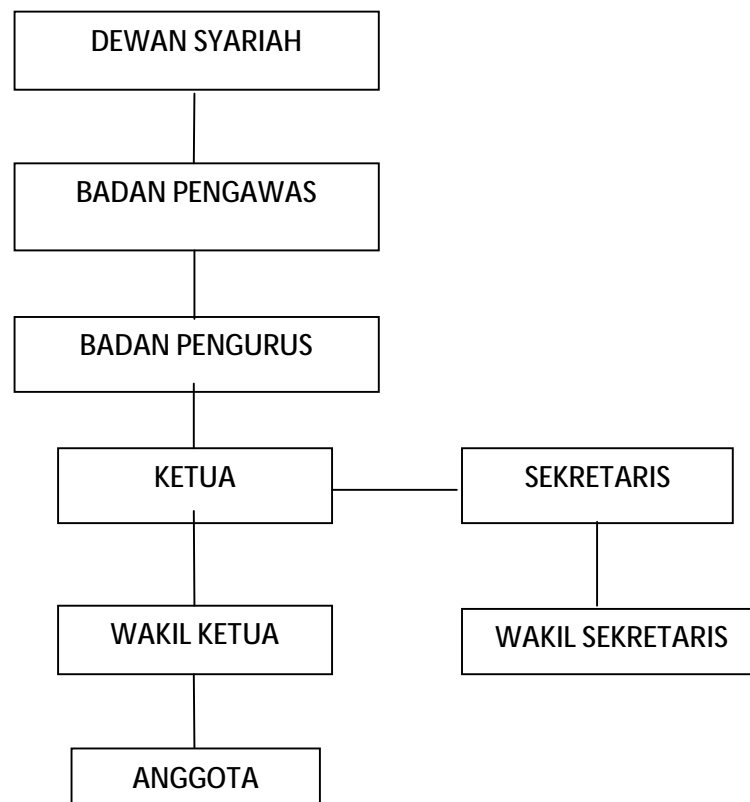 DEWAN SYARIAH
BADAN PENGAWAS
BADAN PENGURUS
KETUA
SEKRETARIS
WAKIL KETUA
WAKIL SEKRETARIS
ANGGOTA